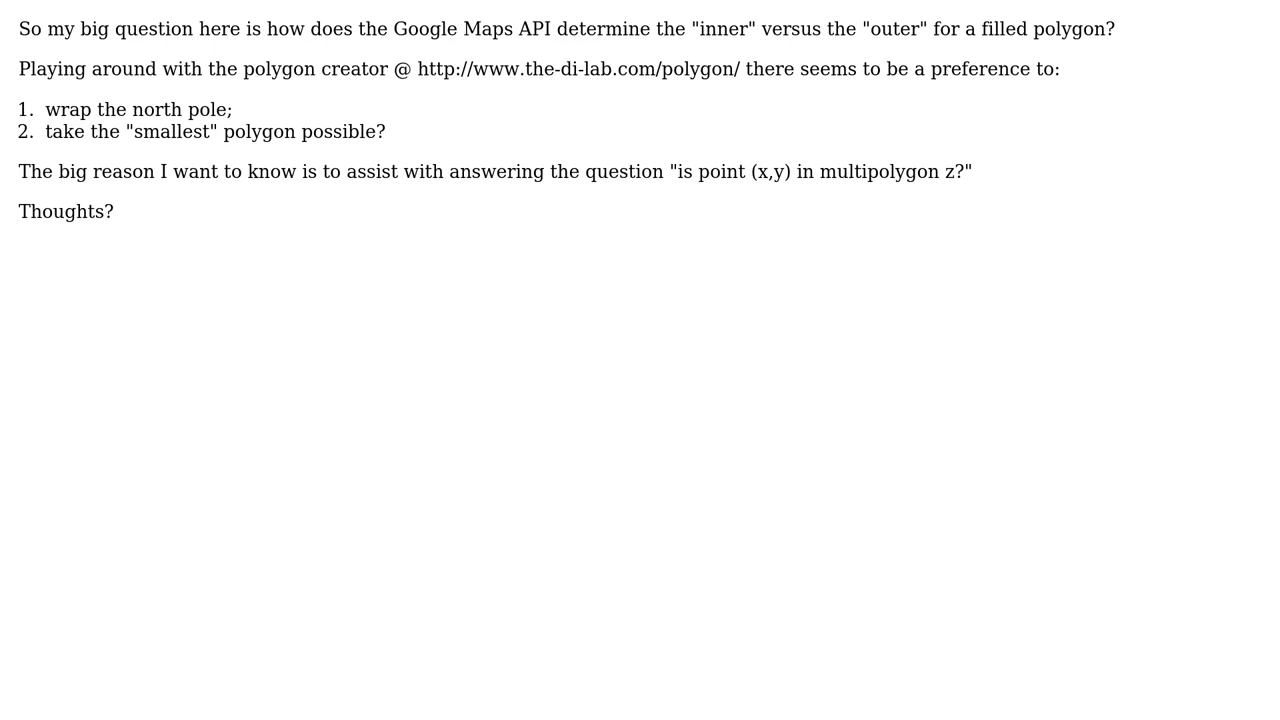 So my big question here is how does the Google Maps API determine the "inner" versus the "outer" for a filled polygon?
Playing around with the polygon creator @ http://www.the-di-lab.com/polygon/ there seems to be a preference to:
1. wrap the north pole;
2. take the "smallest" polygon possible?
The big reason I want to know is to assist with answering the question "is point (x,y) in multipolygon z?"
Thoughts?